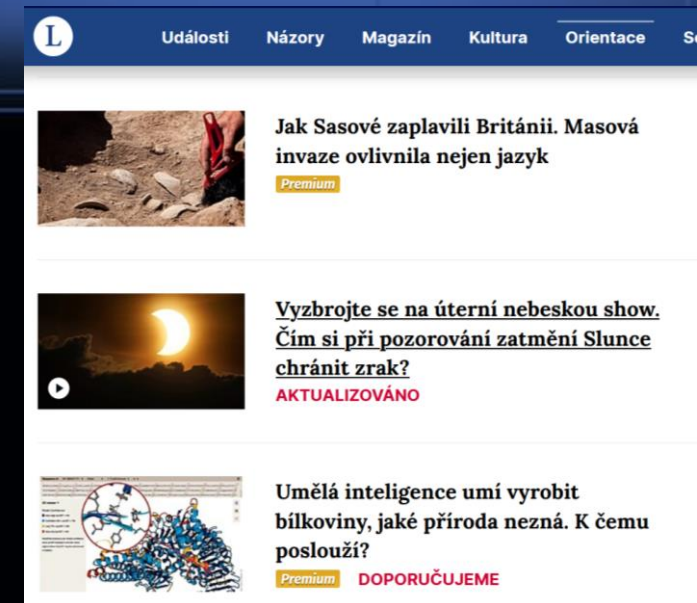 L
Události Názory Magazín Kultura Orientace
Jak Sasové zaplavili Británii. Masová
invaze ovlivnila nejen jazyk
Premium
Vyzbrojte se na úterní nebeskou show.
Čím si při pozorování zatmění Slunce
chránit zrak?
AKTUALIZOVÁNO
Umělá inteligence umí vyrobit
bílkoviny, jaké příroda nezná. K čemu
poslouží?
Premium DOPORUČUJEME